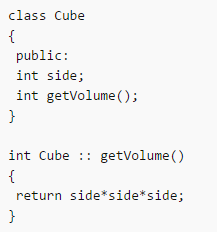 class Cube
{
 public:
 int side;
 int getVolume();
}

int Cube :: getVolume()
{
 return side*side*side;
}